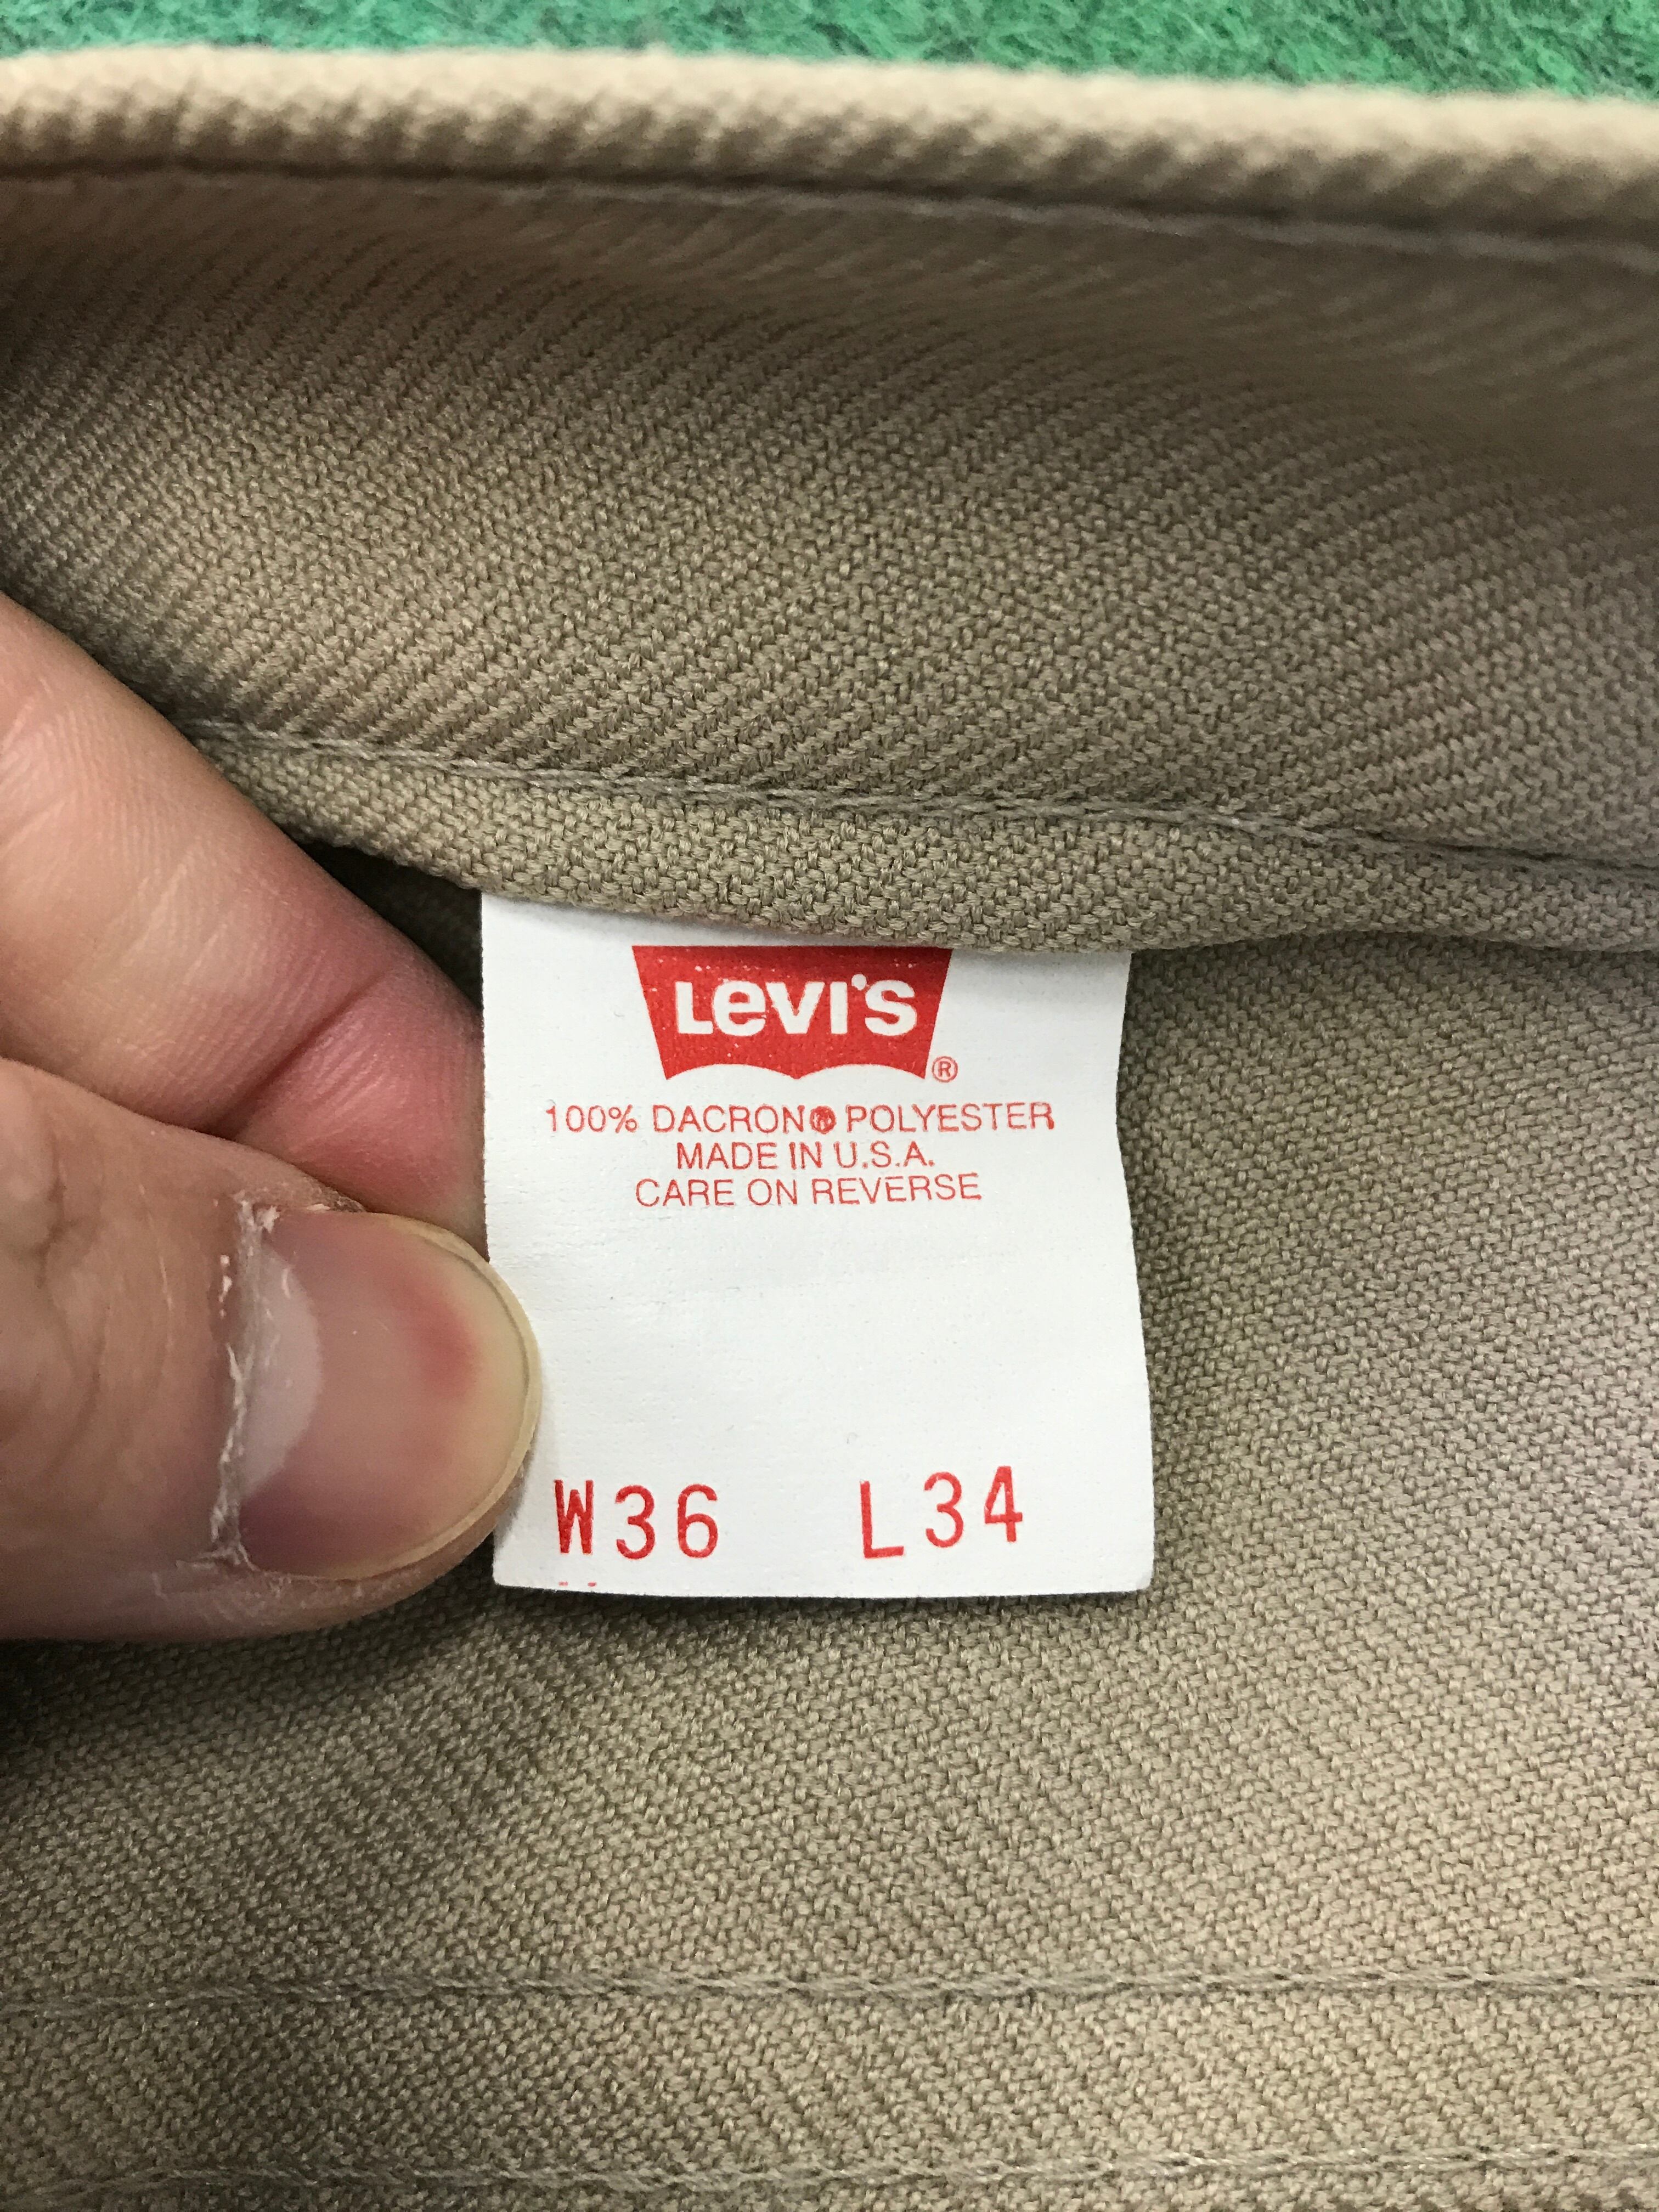 LEVI'S ®
100% DACRON® POLYESTER
MADE IN U.S.A.
CARE ON REVERSE
W36 L34